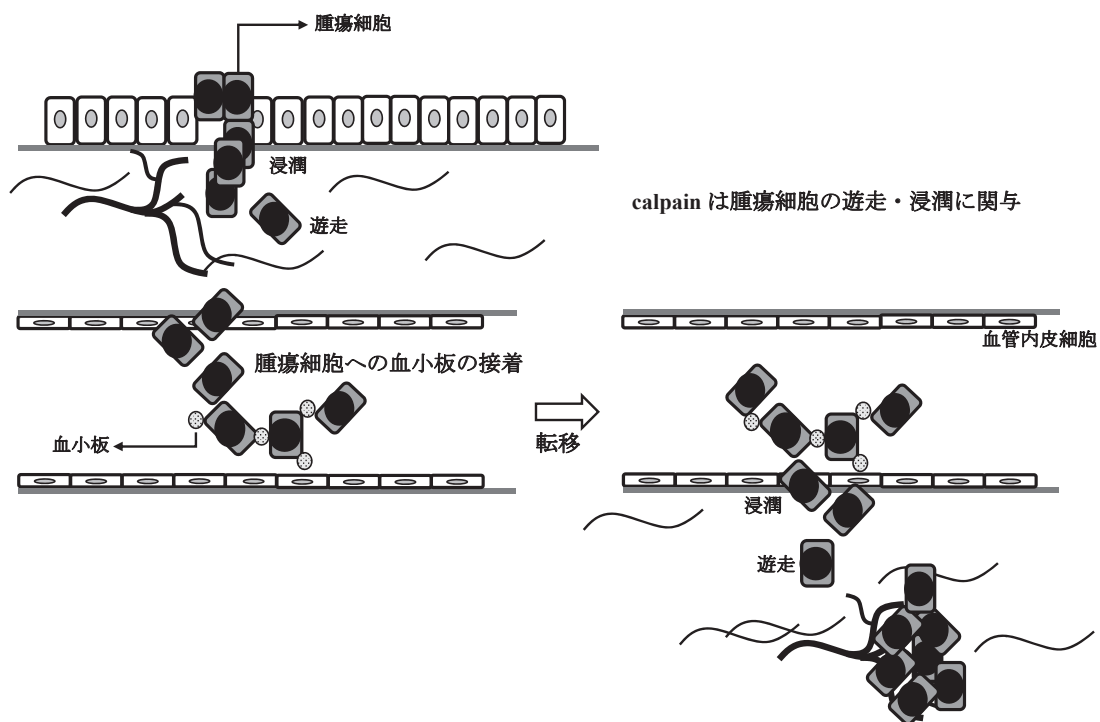 腫瘍細胞
浸潤
遊走
calpain は腫瘍細胞の遊走・浸潤に関与
血管内皮細胞
腫瘍細胞への血小板の接着
血小板
転移
浸潤
遊走